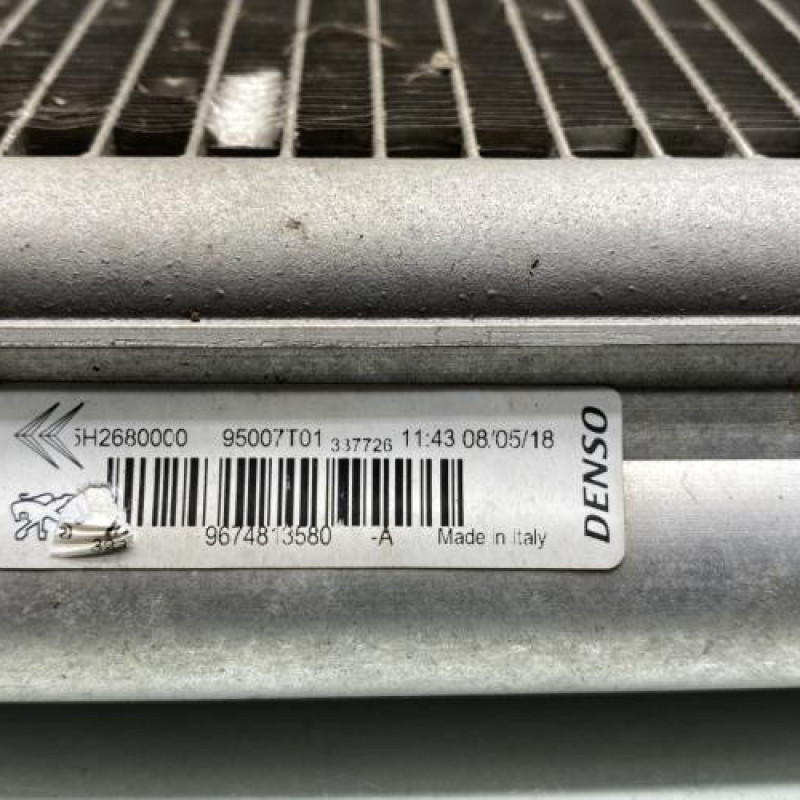 5H2680000 95007T01 337726 11:43 08/05/18
9674813580 -A Made in Italy
DENSO